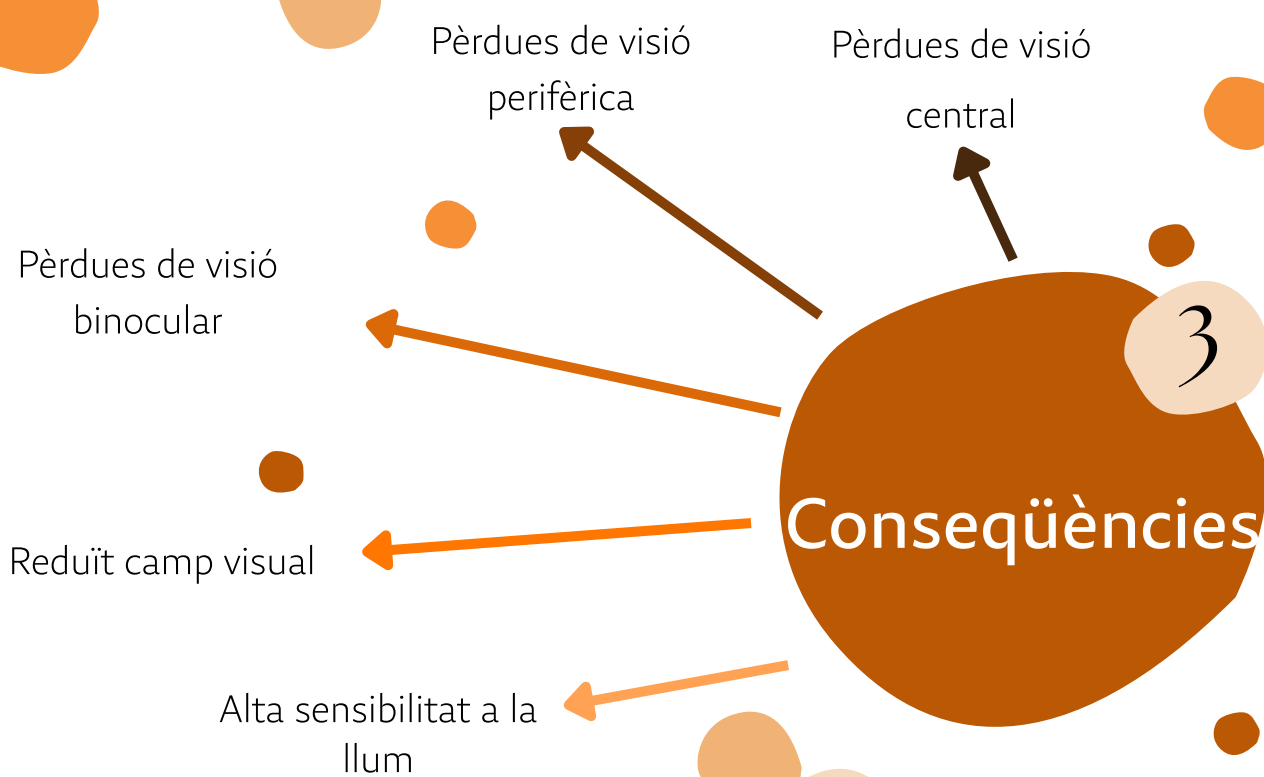 Pèrdues de visió
perifèrica
Pèrdues de visió
central
Pèrdues de visió
binocular
3
Conseqüències
Reduït camp visual
Alta sensibilitat a la
llum